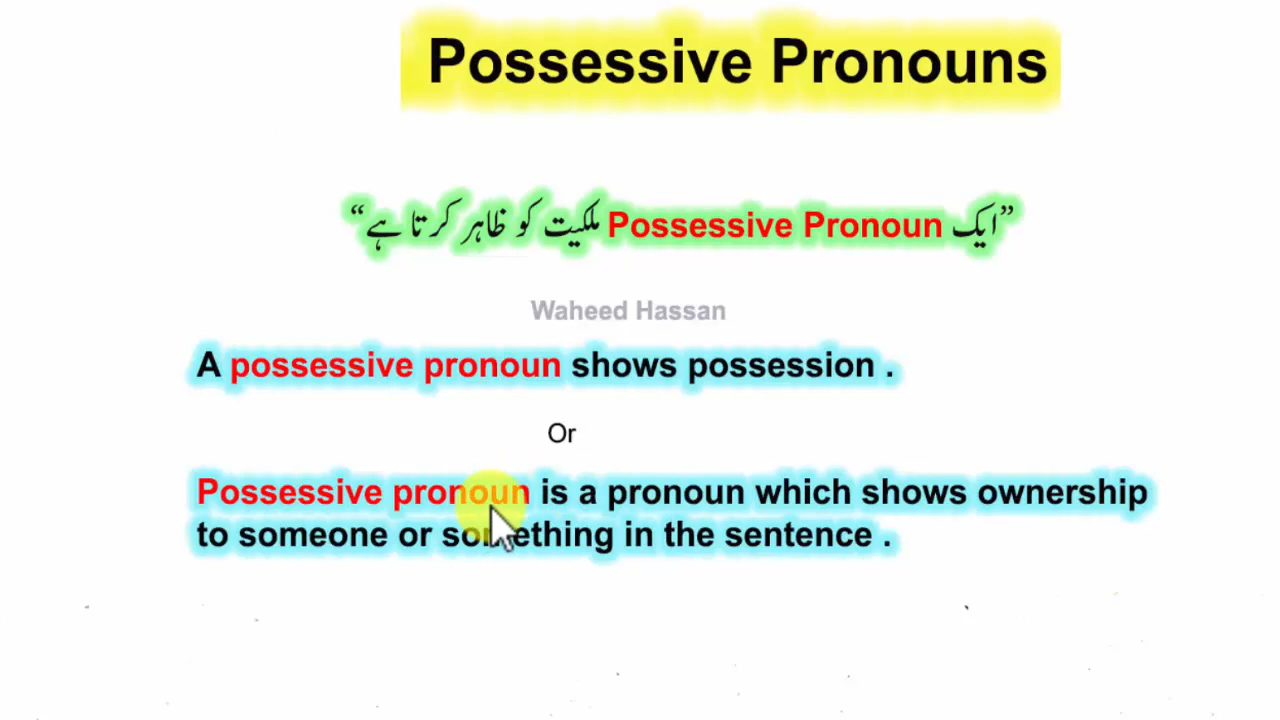 Possessive Pronouns
”ایک Possessive Pronoun ملکیت کو ظاہر کرتا ہے“
Waheed Hassan
A possessive pronoun shows possession .
Or
Possessive pronoun is a pronoun which shows ownership
to someone or something in the sentence .